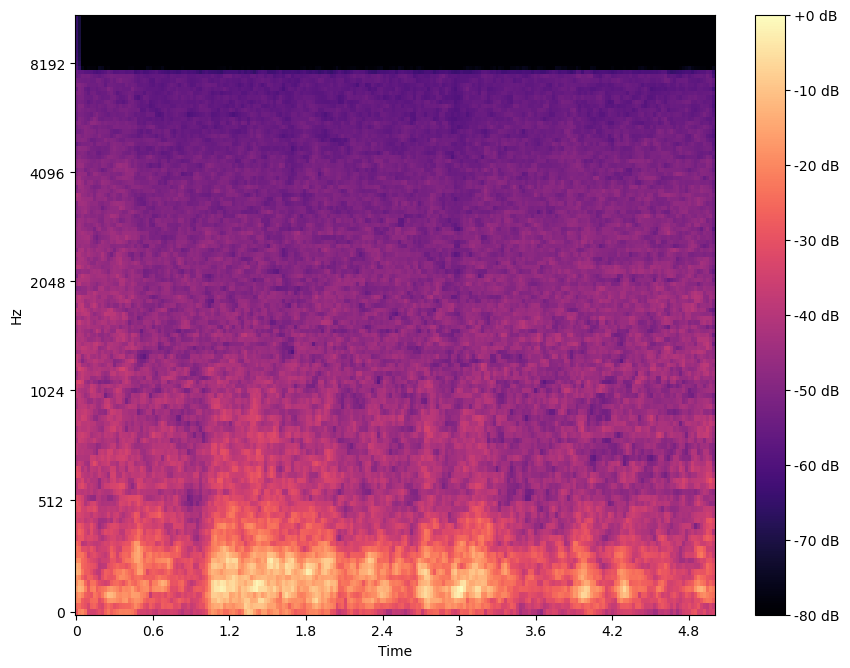 +0 dB
8192
-10 dB
4096
-20 dB
2048
-30 dB
Hz
-40 dB
1024
-50 dB
512
-60 dB
-70 dB
0
-80 dB
0 0.6 1.2 1.8 2.4 3 3.6 4.2 4.8
Time